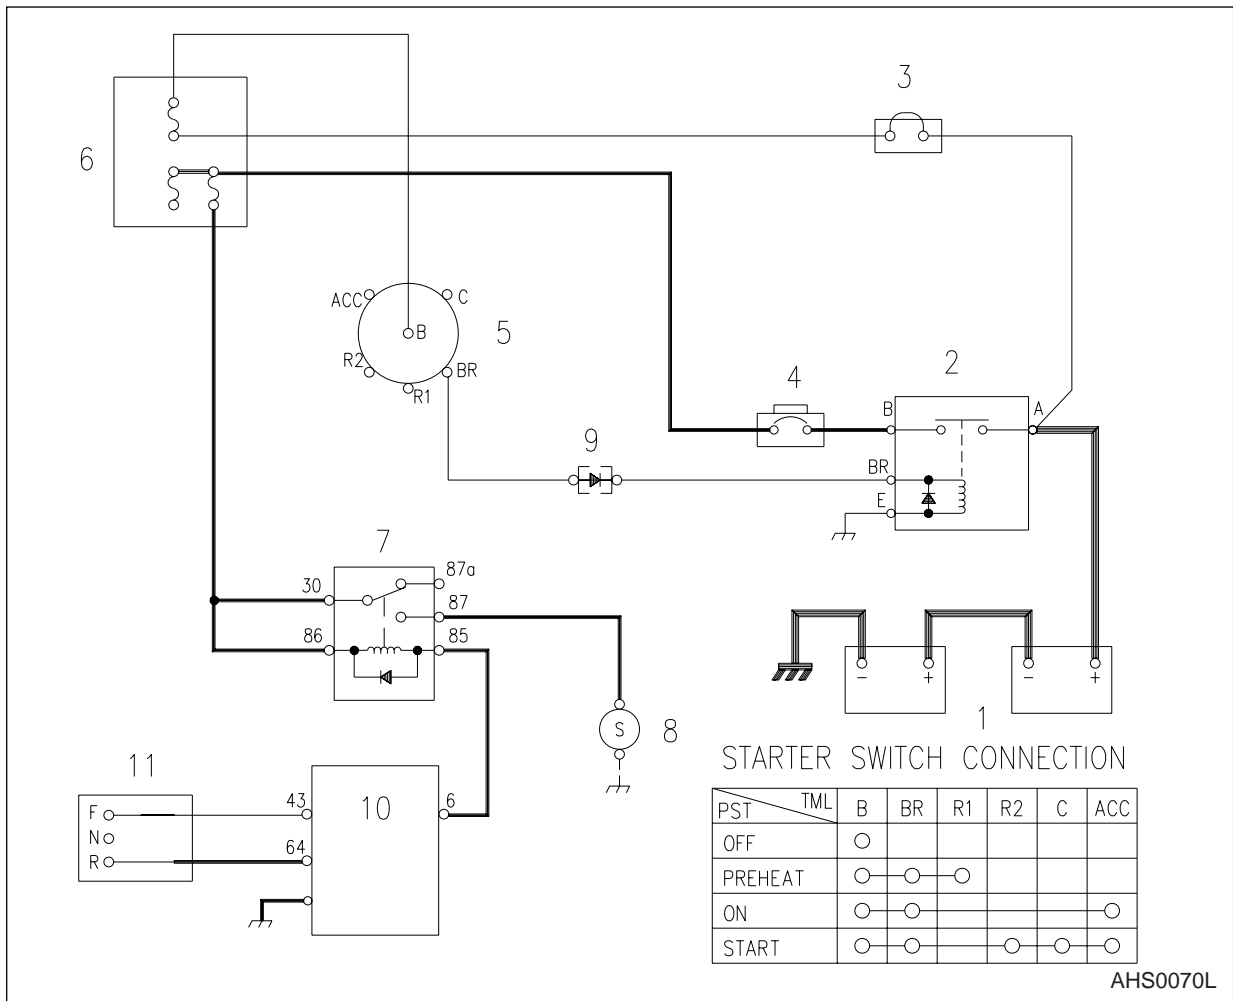 3
6
ACC
C
B
5
R2
BR
R1
4
2
B
A
9
BR
E
7
87a
30
87
86
85
- + - +
1
S
8
STARTER SWITCH CONNECTION
11
PST TML B BR R1 R2 C ACC
43
10
6
F
N
OFF
64
R
PREHEAT
ON
START
AHS0070L